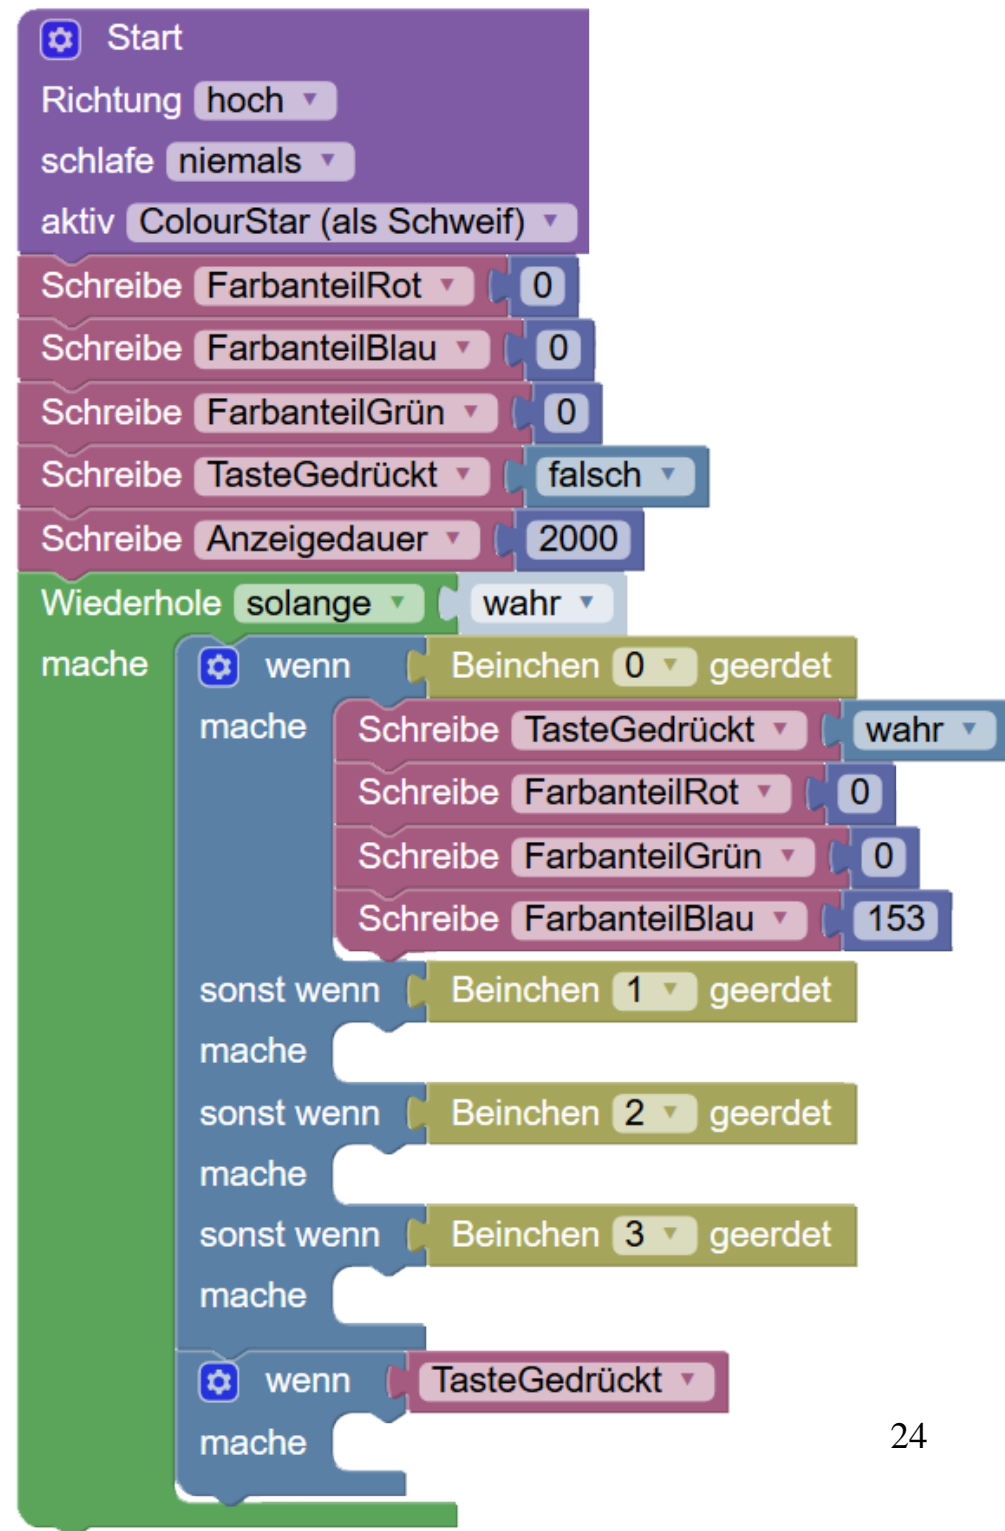 Start
Richtung hoch
schlafe niemals
aktiv ColourStar (als Schweif)
Schreibe FarbanteilRot 0
Schreibe FarbanteilBlau 0
Schreibe FarbanteilGrün 0
Schreibe TasteGedrückt falsch
Schreibe Anzeigedauer 2000
Wiederhole solange wahr
mache wenn Beinchen 0 geerdet
mache Schreibe TasteGedrückt wahr
Schreibe FarbanteilRot 0
Schreibe FarbanteilGrün 0
Schreibe FarbanteilBlau 153
sonst wenn Beinchen 1 geerdet
mache
sonst wenn Beinchen 2 geerdet
mache
sonst wenn Beinchen 3 geerdet
mache
wenn TasteGedrückt
mache
24